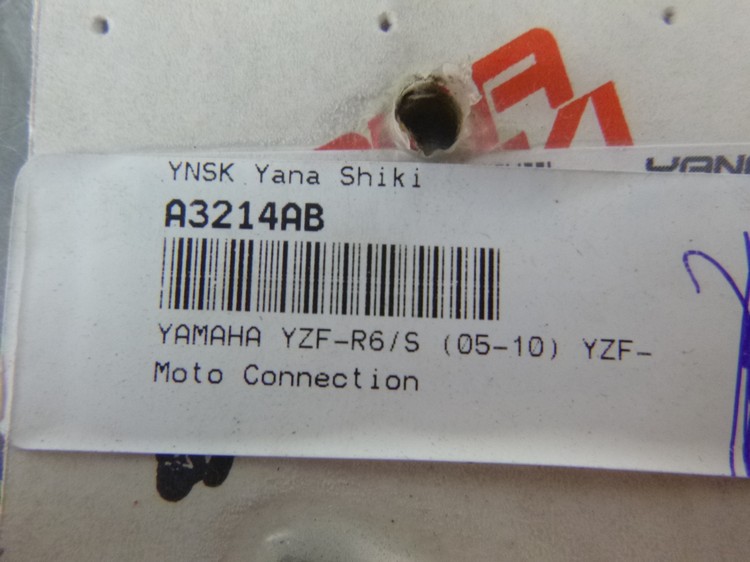 YNSK Yana Shiki
A3214AB
YAMAHA YZF-R6/S (05-10) YZF-
Moto Connection